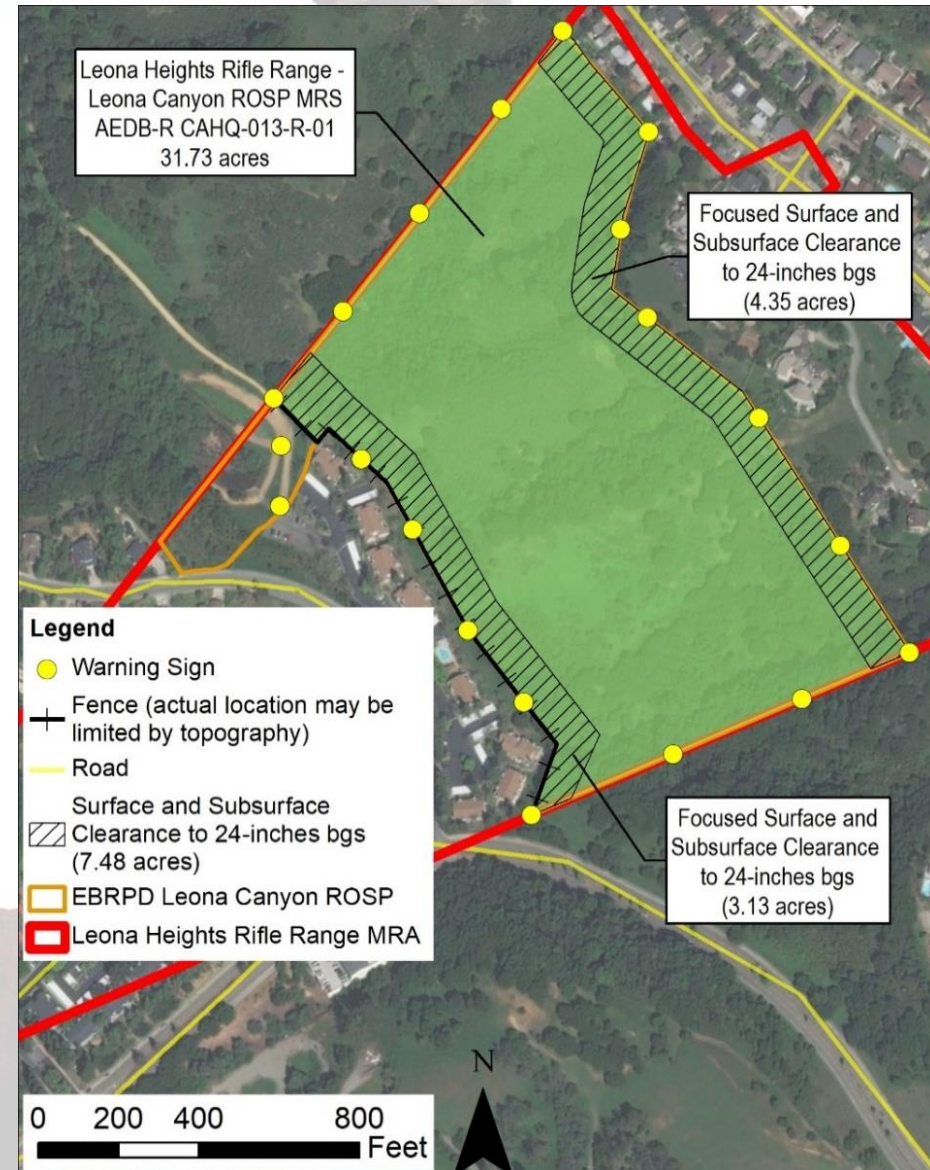 Leona Heights Rifle Range -
Leona Canyon ROSP MRS
AEDB-R CAHQ-013-R-01
31.73 acres
Focused Surface and
Subsurface Clearance
to 24-inches bgs
(4.35 acres)
Legend
Warning Sign
Fence (actual location may be
limited by topography)
Road
Surface and Subsurface
Clearance to 24-inches bgs
(7.48 acres)
EBRPD Leona Canyon ROSP
Leona Heights Rifle Range MRA
Focused Surface and
Subsurface Clearance
to 24-inches bgs
(3.13 acres)
N
0 200 400 800
Feet